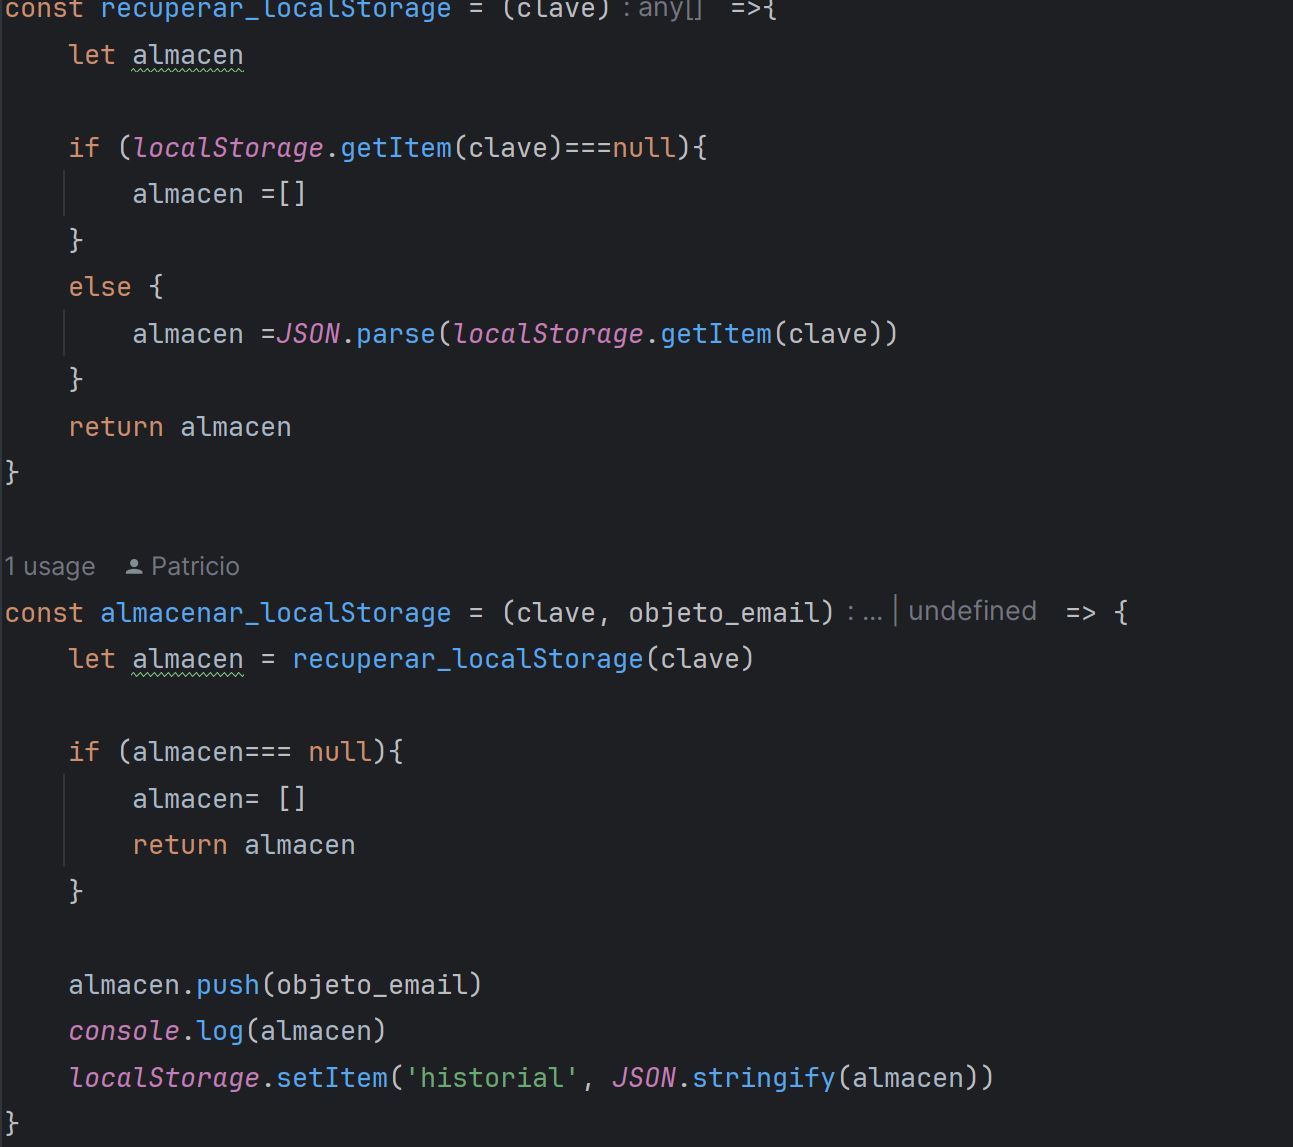 const recuperar_localStorage = (clave) : any[] =>{
let almacen
if (localStorage.getItem(clave)===null){
almacen =[]
}
else {
almacen =JSON.parse(localStorage.getItem(clave))
}
return almacen
}
1 usage Patricio
const almacenar_localStorage = (clave, objeto_email) : ... | undefined => {
let almacen = recuperar_localStorage(clave)
if (almacen=== null){
almacen= []
return almacen
}
almacen.push(objeto_email)
console.log(almacen)
localStorage.setItem('historial', JSON.stringify(almacen))
}